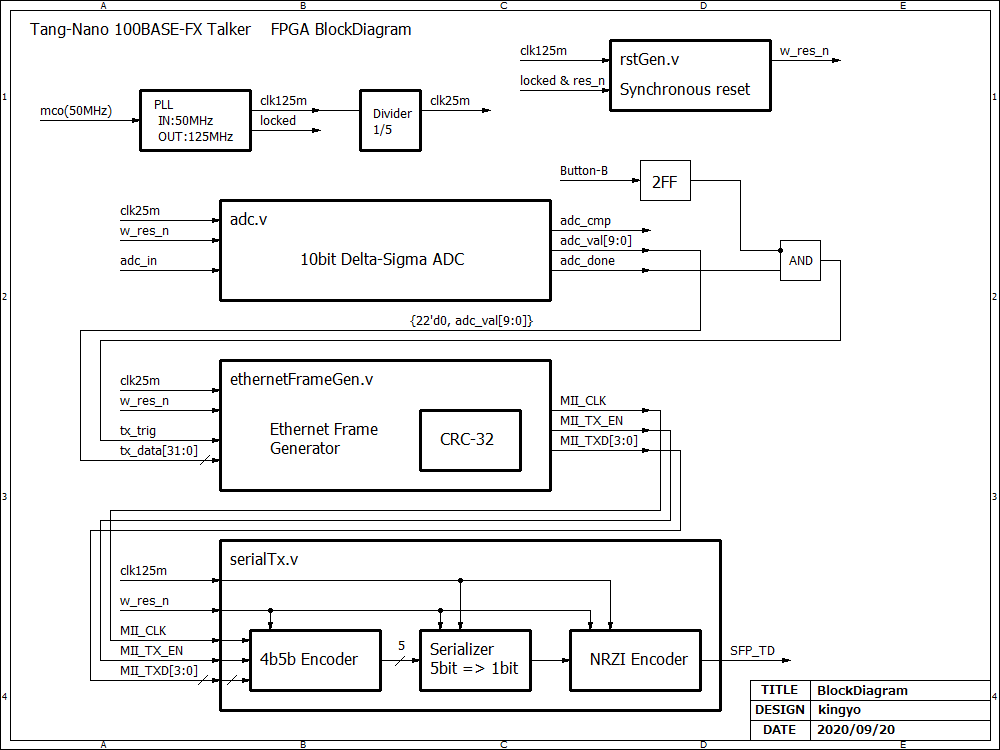 A B C D E
Tang-Nano 100BASE-FX Talker FPGA BlockDiagram
clk125m
locked & res_n
rstGen.v
Synchronous reset
w_res_n
1 1
mco(50MHz)
PLL
IN:50MHz
OUT:125MHz
clk125m
locked
Divider
1/5
clk25m
Button-B
2FF
clk25m
w_res_n
adc_in
adc.v
10bit Delta-Sigma ADC
adc_cmp
adc_val[9:0]
adc_done
AND
2 2
{22'd0, adc_val[9:0]}
clk25m
w_res_n
tx_trig
tx_data[31:0]
ethernetFrameGen.v
Ethernet Frame
Generator
CRC-32
MII_CLK
MII_TX_EN
MII_TXD[3:0]
3 3
serialTx.v
clk125m
w_res_n
MII_CLK
MII_TX_EN
MII_TXD[3:0]
4b5b Encoder
5
Serializer
5bit => 1bit
NRZI Encoder
SFP_TD
4 4
TITLE BlockDiagram
DESIGN kingyo
DATE 2020/09/20
A B C D E